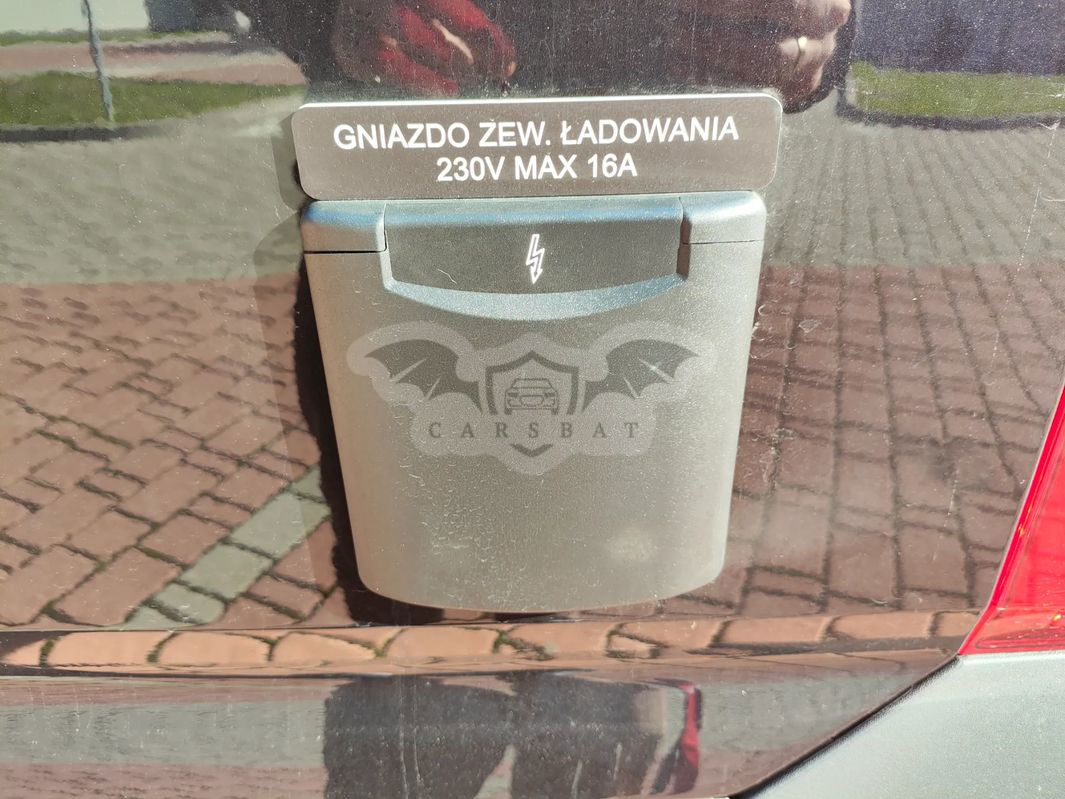 GNIAZDO ZEW. ŁADOWANIA
230V MAX 16A
CARSBAT